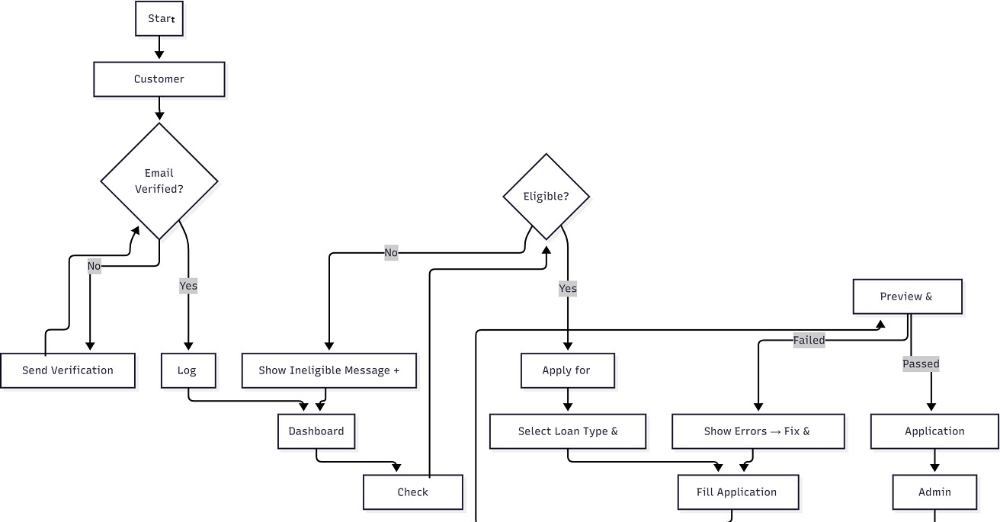 Start
Customer
Email
Verified?
Eligible?
No
No
Yes
Yes
Preview &
Failed
Passed
Send Verification
Log
Show Ineligible Message +
Apply for
Dashboard
Select Loan Type &
Show Errors → Fix &
Application
Check
Fill Application
Admin